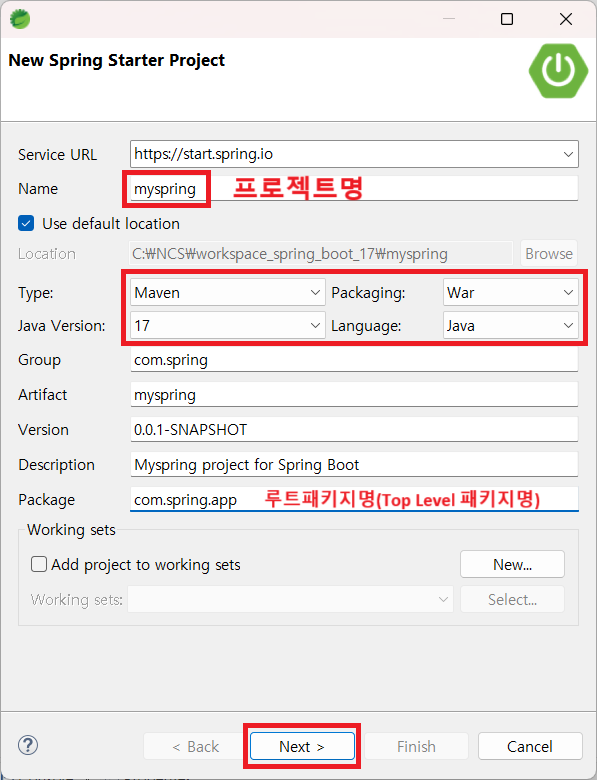 New Spring Starter Project
Service URL https://start.spring.io
Name myspring 프로젝트명
Use default location
Location C:₩NCS₩workspace_spring_boot_17₩myspring Browse
Type: Maven Packaging: War
Java Version: 17 Language: Java
Group com.spring
Artifact myspring
Version 0.0.1-SNAPSHOT
Description Myspring project for Spring Boot
Package com.spring.app 루트패키지명(Top Level 패키지명)
Working sets
Add project to working sets New...
Working sets: Select...
? < Back Next > Finish Cancel